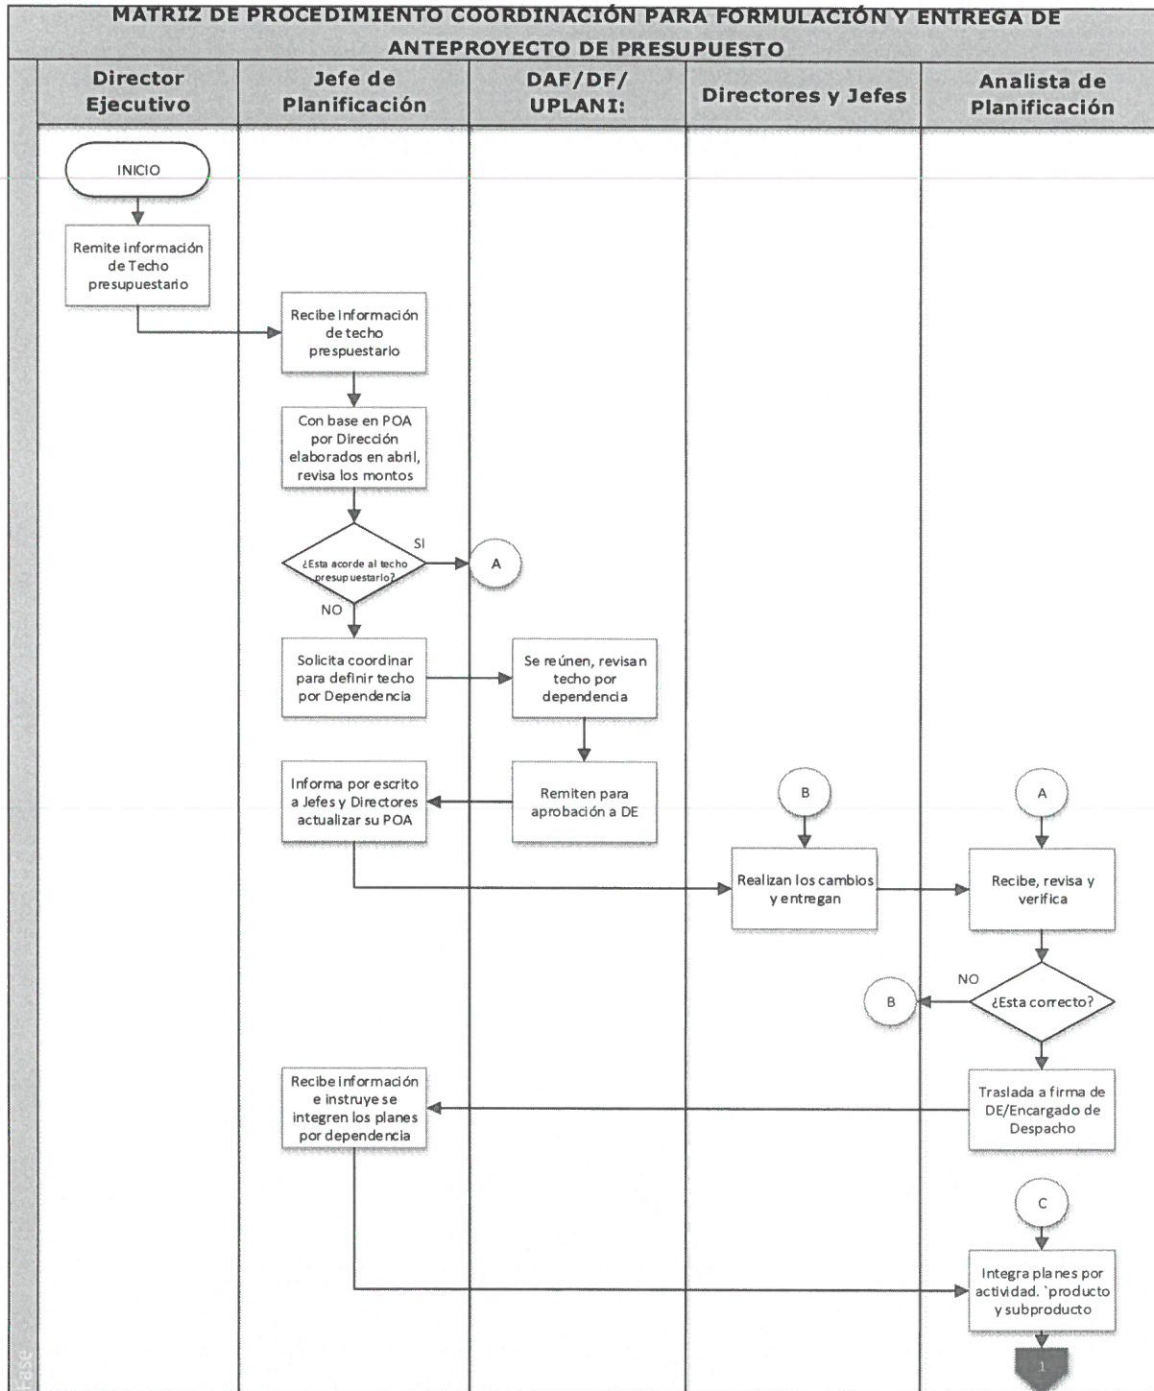 MATRIZ DE PROCEDIMIENTO COORDINACIÓN PARA FORMULACIÓN Y ENTREGA DE
ANTEPROYECTO DE PRESUPUESTO
Director
Ejecutivo
Jefe de
Planificación
DAF/DF/
UPLANI:
Directores y Jefes
Analista de
Planificación
INICIO
Remite información
de Techo
presupuestario
Recibe información
de techo
prespuestario
Con base en POA
por Dirección
elaborados en abril,
revisa los montos
¿Esta acorde al techo
presupuestario?
SI
A
NO
Solicita coordinar
para definir techo
por Dependencia
Se reúnen, revisan
techo por
dependencia
Informa por escrito
a Jefes y Directores
actualizar su POA
Remiten para
aprobación a DE
B
A
Realizan los cambios
y entregan
Recibe, revisa y
verifica
¿Esta correcto?
NO
B
Recibe información
e instruye se
integren los planes
por dependencia
Traslada a firma de
DE/Encargado de
Despacho
C
Integra planes por
actividad. `producto
y subproducto
1
Fase